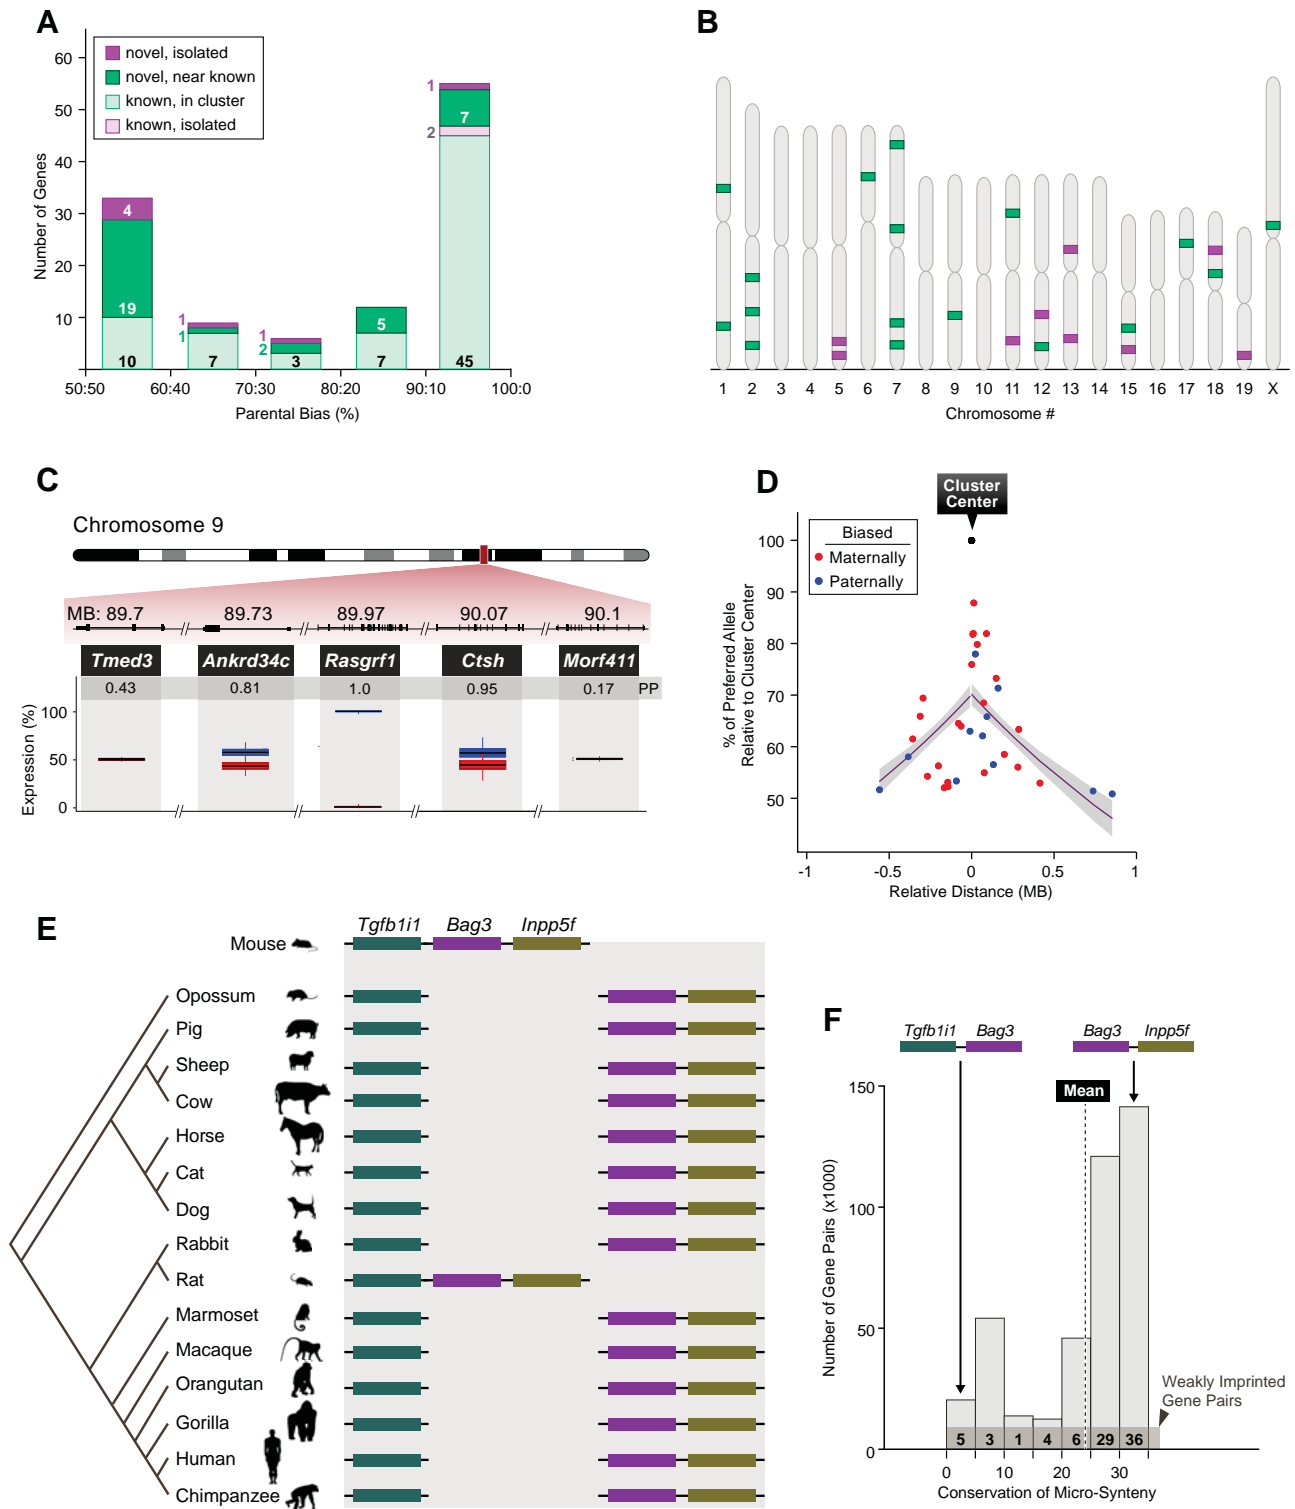 A
60
50
40
30
20
10
Number of Genes
novel, isolated
novel, near known
known, in cluster
known, isolated
4
19
10
1
1
7
1
2
3
5
7
1
7
2
45
50:50 60:40 70:30 80:20 90:10 100:0
Parental Bias (%)
B
1 2 3 4 5 6 7 8 9 10 11 12 13 14 15 16 17 18 19 X
Chromosome #
C
Chromosome 9
MB: 89.7 89.73 89.97 90.07 90.1
Tmed3 Ankrd34c Rasgrf1 Ctsh Morf411
0.43 0.81 1.0 0.95 0.17 PP
Expression (%)
100
50
0
D
Cluster
Center
Biased
Maternally
Paternally
% of Preferred Allele
Relative to Cluster Center
100
90
80
70
60
50
-1 -0.5 0 0.5 1
Relative Distance (MB)
E
Tgfb1i1 Bag3 Inpp5f
Mouse
Opossum
Pig
Sheep
Cow
Horse
Cat
Dog
Rabbit
Rat
Marmoset
Macaque
Orangutan
Gorilla
Human
Chimpanzee
F
Tgfb1i1 Bag3 Bag3 Inpp5f
Mean
150
100
50
0
Number of Gene Pairs (x1000)
Weakly Imprinted
Gene Pairs
5 3 1 4 6 29 36
0 10 20 30
Conservation of Micro-Synteny